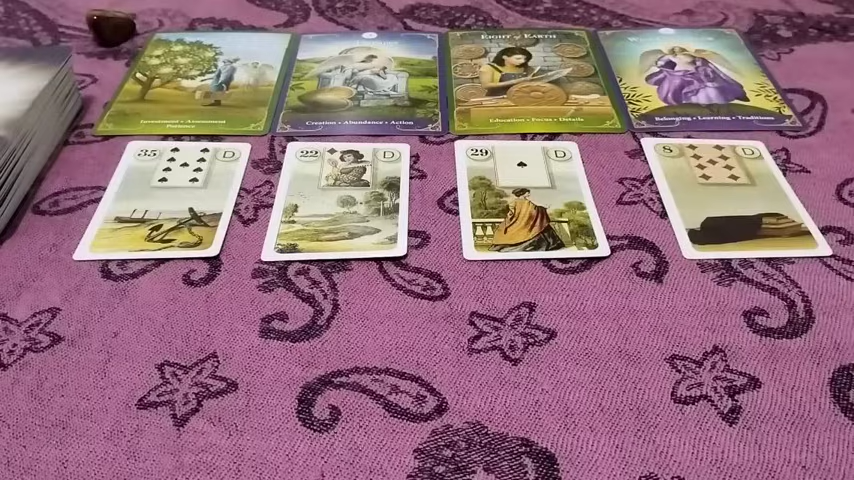 EIGHT of EARTH
Investment • Assessment
Patience
Creation • Abundance • Action
Education • Focus • Details
Belonging • Learning • Traditions
35 D
22 D
29 D
8 D